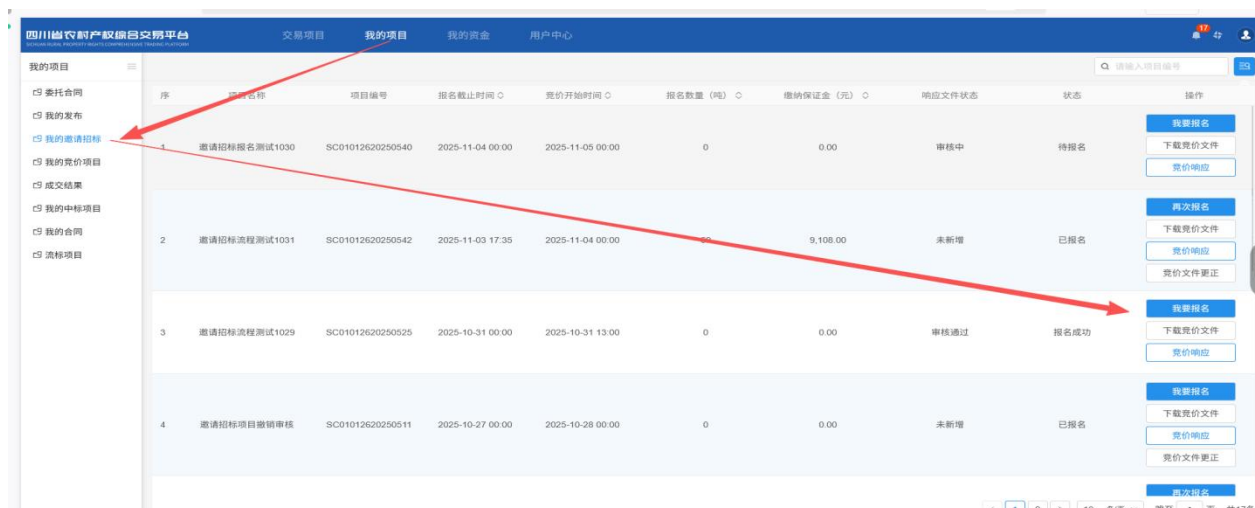 四川省农村产权综合交易平台
SICHUAN RURAL PROPERTY RIGHTS COMPREHENSIVE TRADING PLATFORM
交易项目 我的项目 我的资金 用户中心 17
我的项目
请输入项目编号
委托合同
我的发布
我的邀请招标
我的竞价项目
成交结果
我的中标项目
我的合同
流标项目
序 项目名称 项目编号 报名截止时间 竞价开始时间 报名数量（吨） 缴纳保证金（元） 响应文件状态 状态 操作
1 邀请招标报名测试1030 SC01012620250540 2025-11-04 00:00 2025-11-05 00:00 0 0.00 审核中 待报名
我要报名
下载竞价文件
竞价响应
2 邀请招标流程测试1031 SC01012620250542 2025-11-03 17:35 2025-11-04 00:00 9,108.00 未新增 已报名
再次报名
下载竞价文件
竞价响应
竞价文件更正
3 邀请招标流程测试1029 SC01012620250525 2025-10-31 00:00 2025-10-31 13:00 0 0.00 审核通过 报名成功
我要报名
下载竞价文件
竞价响应
4 邀请招标项目撤销审核 SC01012620250511 2025-10-27 00:00 2025-10-28 00:00 0 0.00 未新增 已报名
我要报名
下载竞价文件
竞价响应
竞价文件更正
再次报名